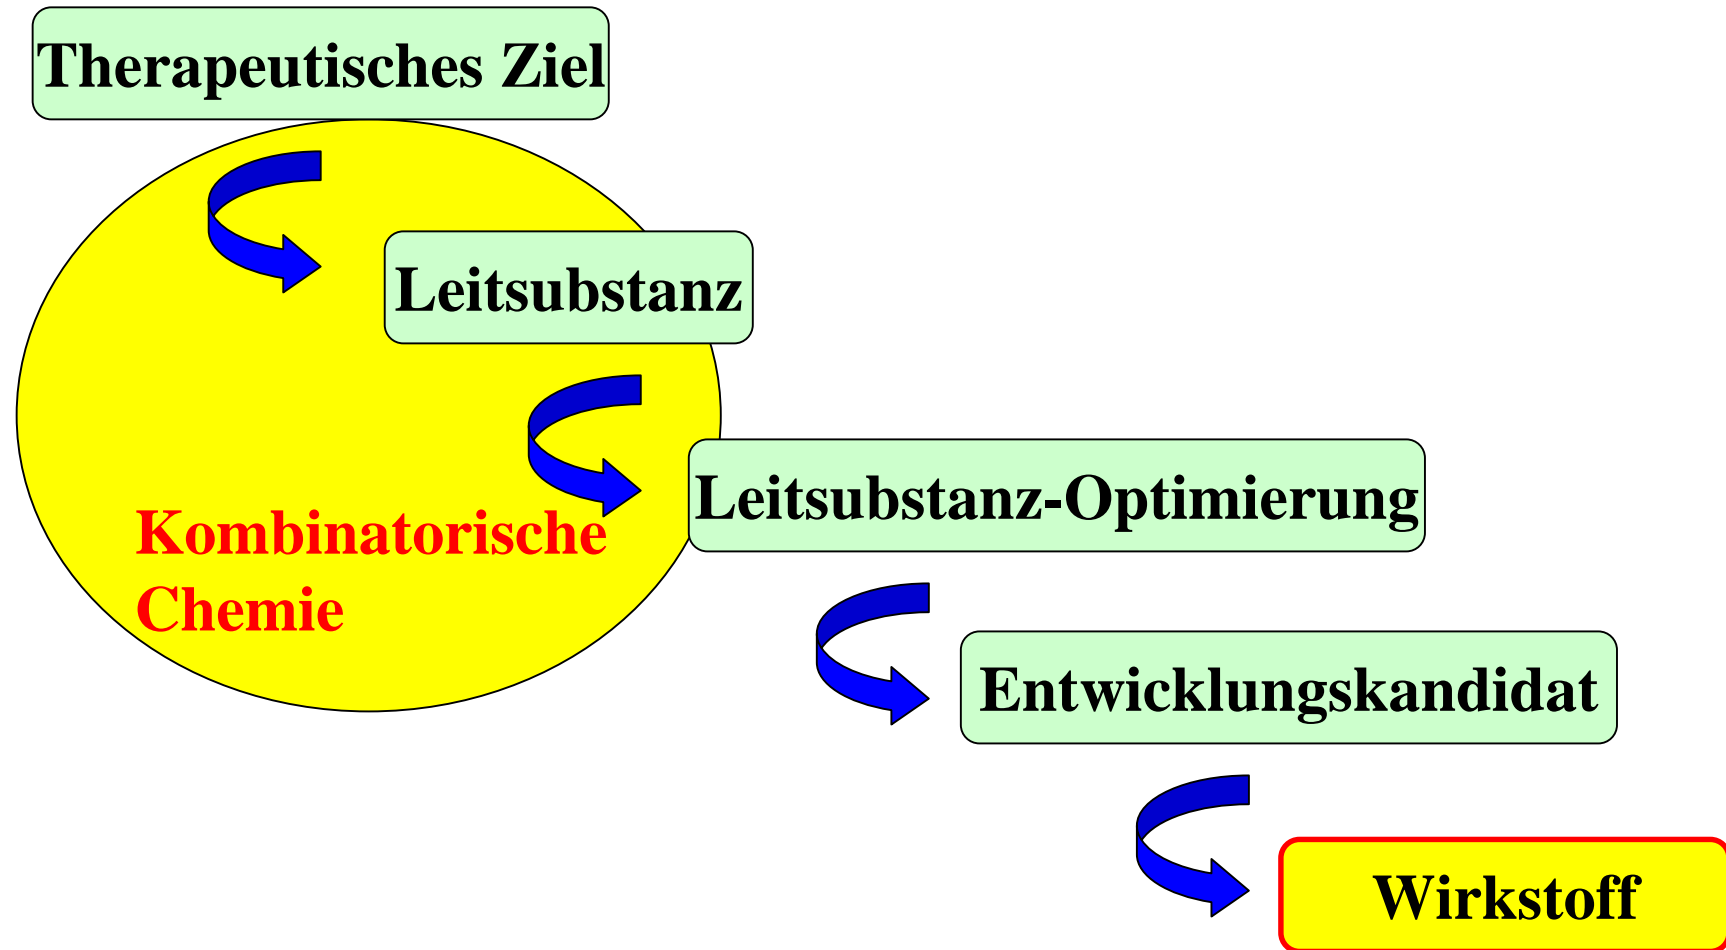 Therapeutisches Ziel
Leitsubstanz
Leitsubstanz-Optimierung
Kombinatorische
Chemie
Entwicklungskandidat
Wirkstoff